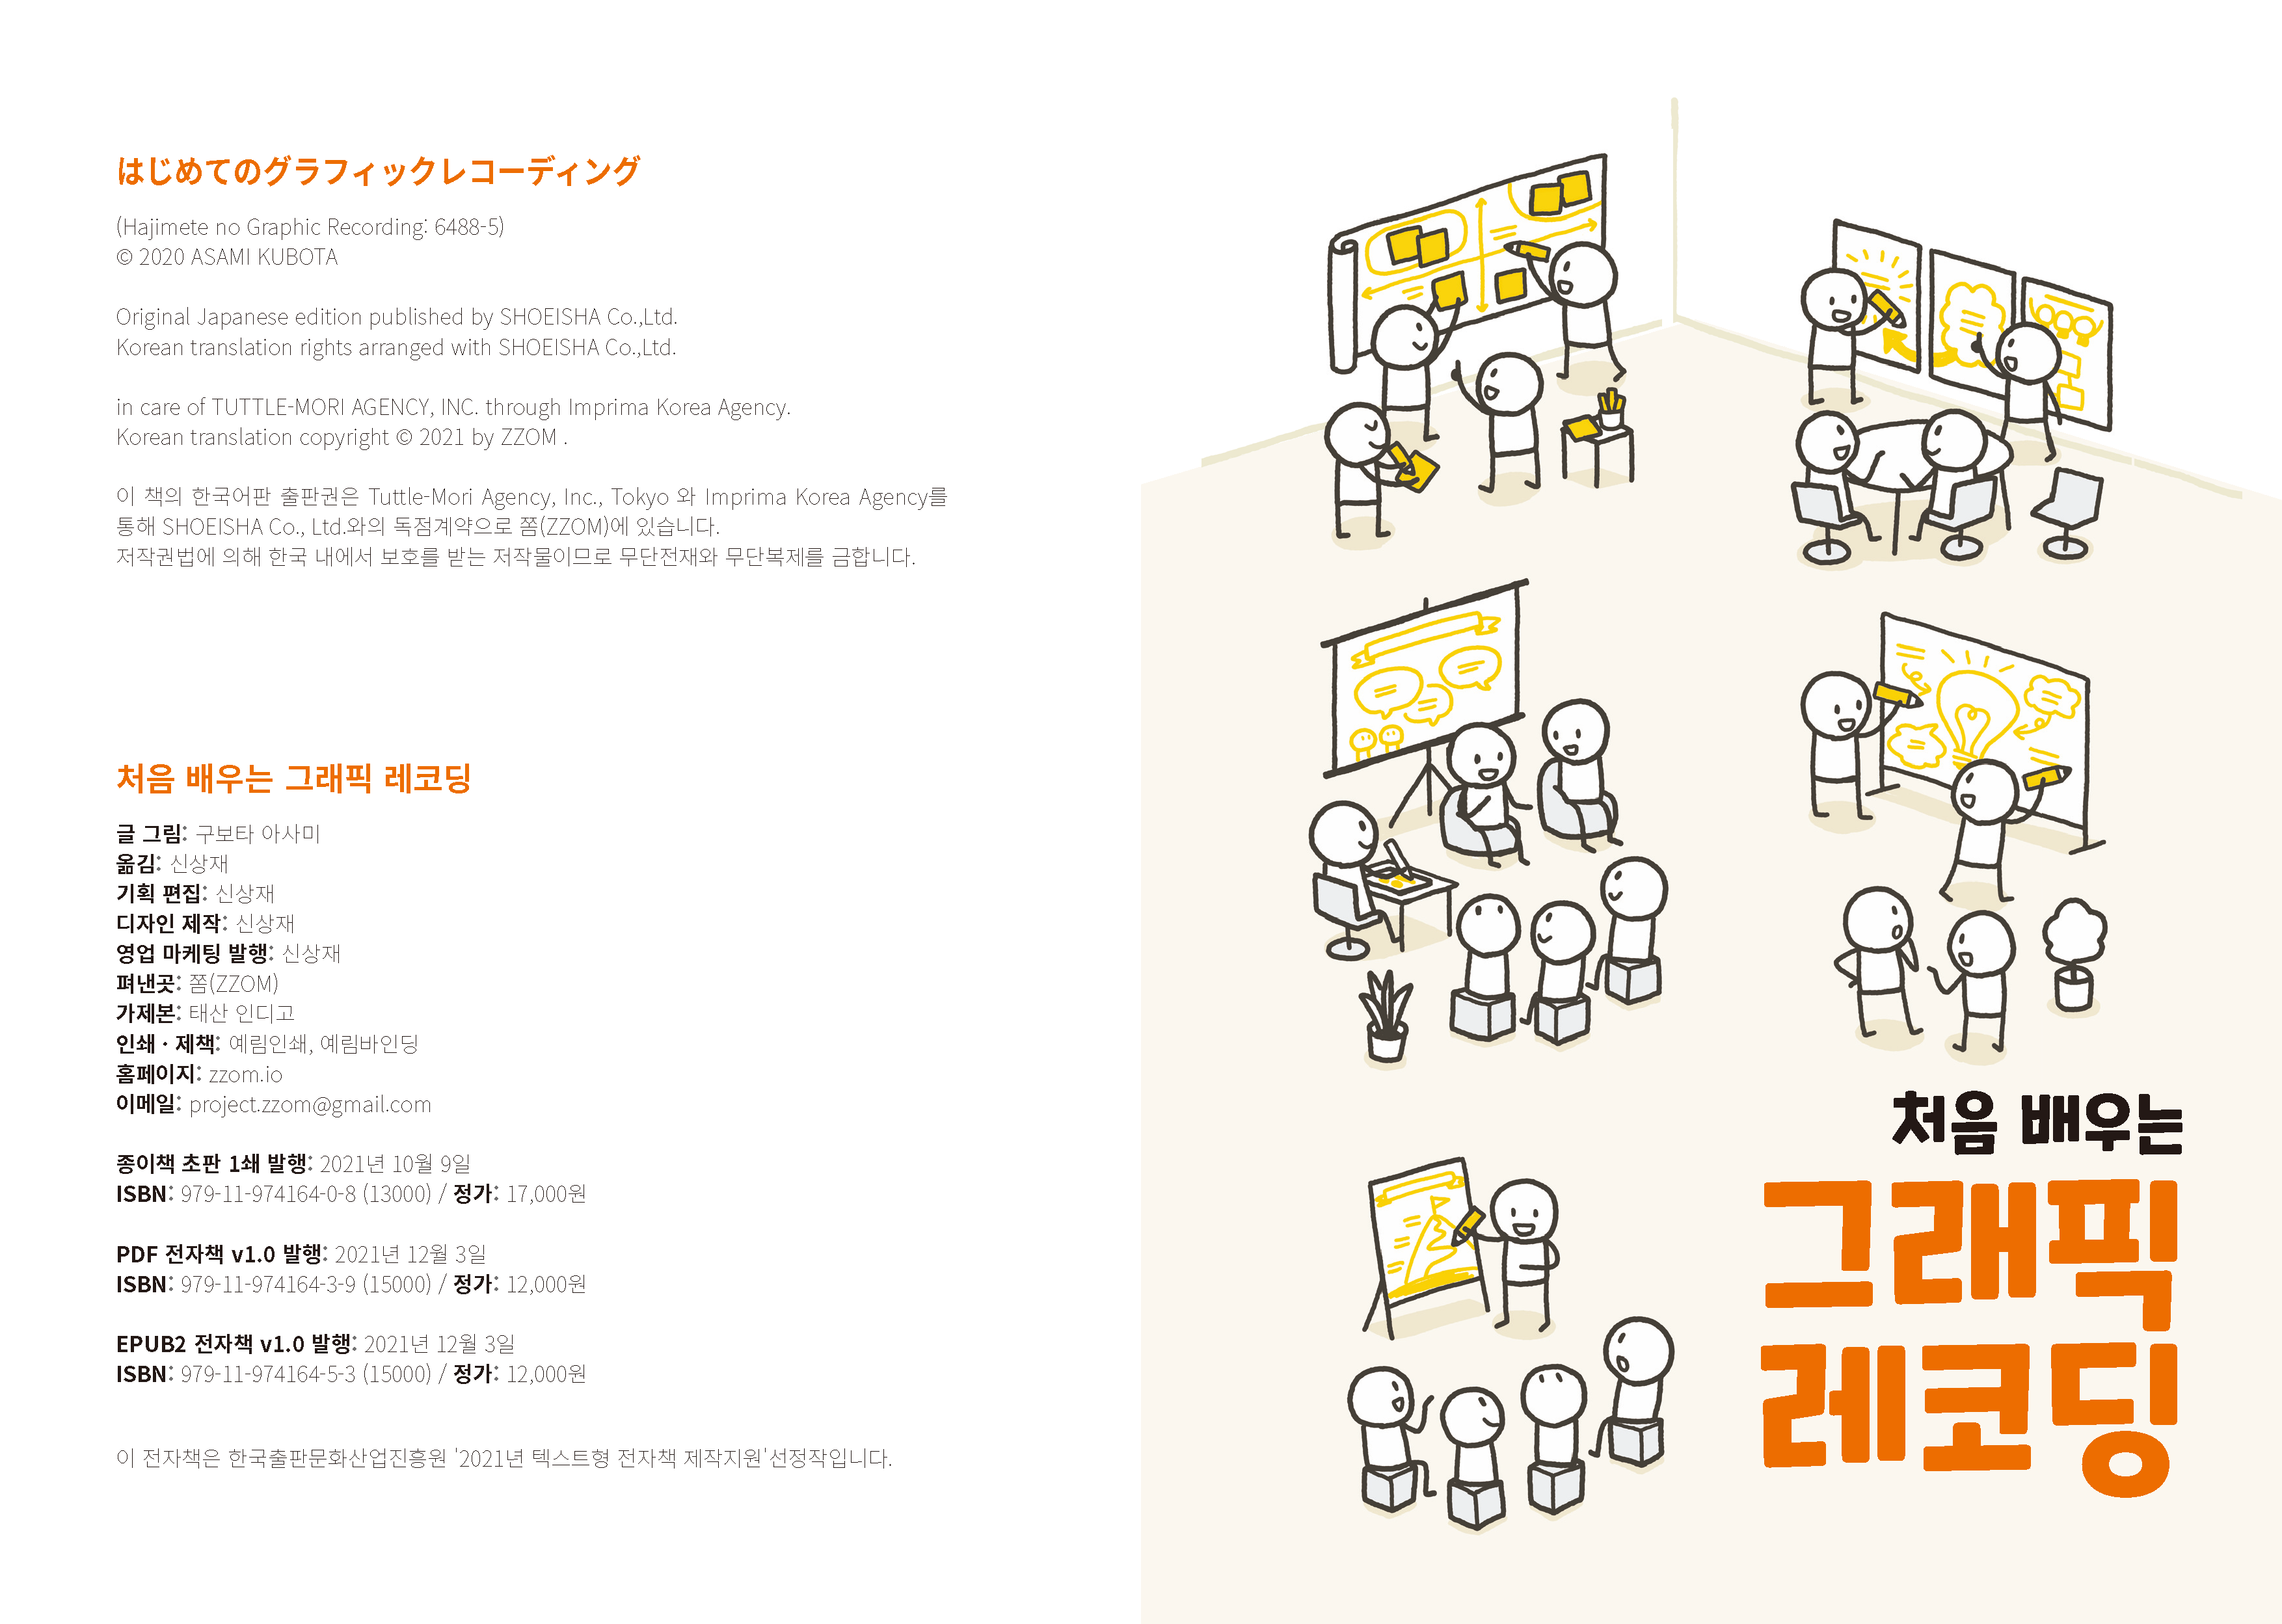 はじめてのグラフィックレコーディング
(Hajimete no Graphic Recording: 6488-5)
© 2020 ASAMI KUBOTA
Original Japanese edition published by SHOEISHA Co.,Ltd.
Korean translation rights arranged with SHOEISHA Co.,Ltd.
in care of TUTTLE-MORI AGENCY, INC. through Imprima Korea Agency.
Korean translation copyright © 2021 by ZZOM .
이 책의 한국어판 출판권은 Tuttle-Mori Agency, Inc., Tokyo 와 Imprima Korea Agency를
통해 SHOEISHA Co., Ltd.와의 독점계약으로 쫌(ZZOM)에 있습니다.
저작권법에 의해 한국 내에서 보호를 받는 저작물이므로 무단전재와 무단복제를 금합니다.
처음 배우는 그래픽 레코딩
글 그림: 구보타 아사미
옮김: 신상재
기획 편집: 신상재
디자인 제작: 신상재
영업 마케팅 발행: 신상재
펴낸곳: 쫌(ZZOM)
가제본: 태산 인디고
인쇄 · 제책: 예림인쇄, 예림바인딩
홈페이지: zzom.io
이메일: project.zzom@gmail.com
종이책 초판 1쇄 발행: 2021년 10월 9일
ISBN: 979-11-974164-0-8 (13000) / 정가: 17,000원
PDF 전자책 v1.0 발행: 2021년 12월 3일
ISBN: 979-11-974164-3-9 (15000) / 정가: 12,000원
EPUB2 전자책 v1.0 발행: 2021년 12월 3일
ISBN: 979-11-974164-5-3 (15000) / 정가: 12,000원
이 전자책은 한국출판문화산업진흥원 '2021년 텍스트형 전자책 제작지원'선정작입니다.
처음 배우는
그래픽
레코딩